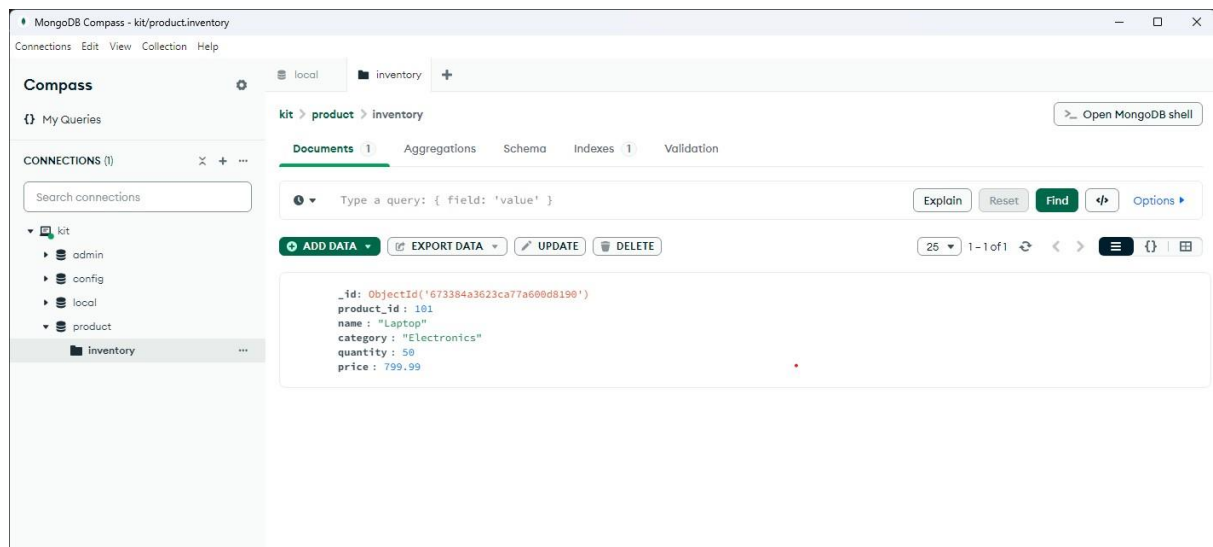 MongoDB Compass - kit/product.inventory
Connections Edit View Collection Help
Compass
{} My Queries
CONNECTIONS (1)
Search connections
kit
admin
config
local
product
inventory
local
inventory
kit > product > inventory
>_ Open MongoDB shell
Documents 1 Aggregations Schema Indexes 1 Validation
Type a query: { field: 'value' }
Explain Reset Find </> Options
ADD DATA EXPORT DATA UPDATE DELETE
25 1-1 of 1 {}
_id: ObjectId('673384a3623ca77a600d8190')
product_id : 101
name : "Laptop"
category : "Electronics"
quantity : 50
price : 799.99